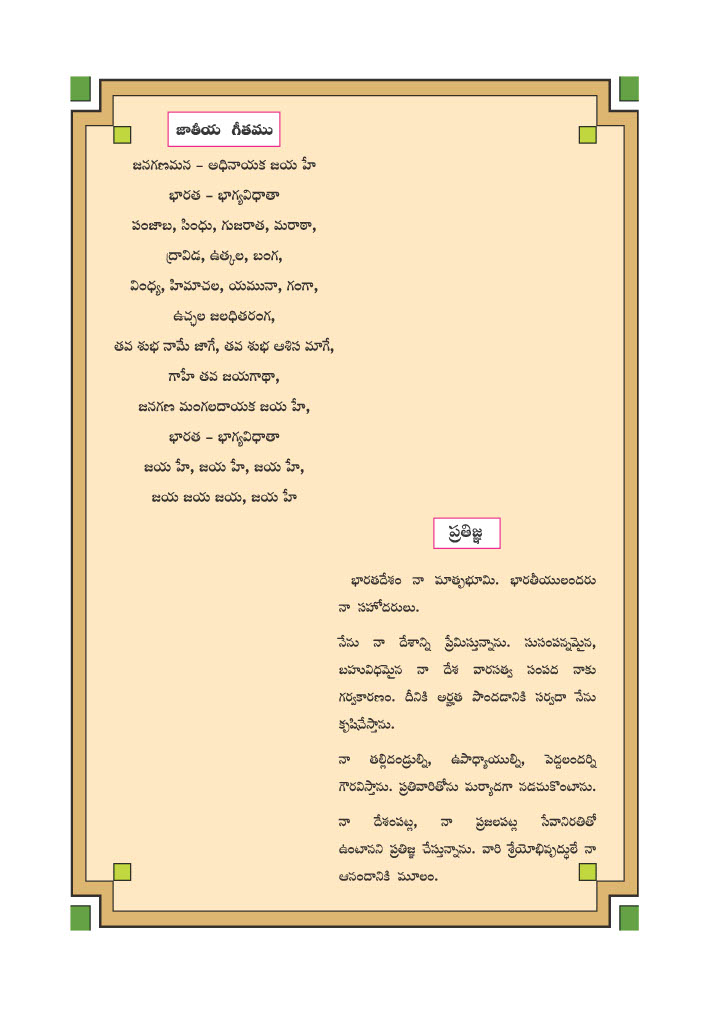 జాతీయ గీతము
జనగణమన – అధినాయక జయ హే
భారత – భాగ్యవిధాతా
పంజాబ, సింధు, గుజరాత, మరాఠా,
ద్రావిడ, ఉత్కల, బంగ,
వింధ్య, హిమాచల, యమునా, గంగా,
ఉచ్ఛల జలధితరంగ,
తవ శుభ నామే జాగే, తవ శుభ ఆశిస మాగే,
గాహే తవ జయగాథా,
జనగణ మంగలదాయక జయ హే,
భారత – భాగ్యవిధాతా
జయ హే, జయ హే, జయ హే,
జయ జయ జయ, జయ హే
ప్రతిజ్ఞ
భారతదేశం నా మాతృభూమి. భారతీయులందరు
నా సహోదరులు.
నేను నా దేశాన్ని ప్రేమిస్తున్నాను. సుసంపన్నమైన,
బహువిధమైన నా దేశ వారసత్వ సంపద నాకు
గర్వకారణం. దీనికి అర్హత పొందడానికి సర్వదా నేను
కృషిచేస్తాను.
నా తల్లిదండ్రుల్ని, ఉపాధ్యాయుల్ని, పెద్దలందర్ని
గౌరవిస్తాను. ప్రతివారితోను మర్యాదగా నడచుకొంటాను.
నా దేశంపట్ల, నా ప్రజలపట్ల సేవానిరతితో
ఉంటానని ప్రతిజ్ఞ చేస్తున్నాను. వారి శ్రేయోభివృద్ధులే నా
ఆనందానికి మూలం.